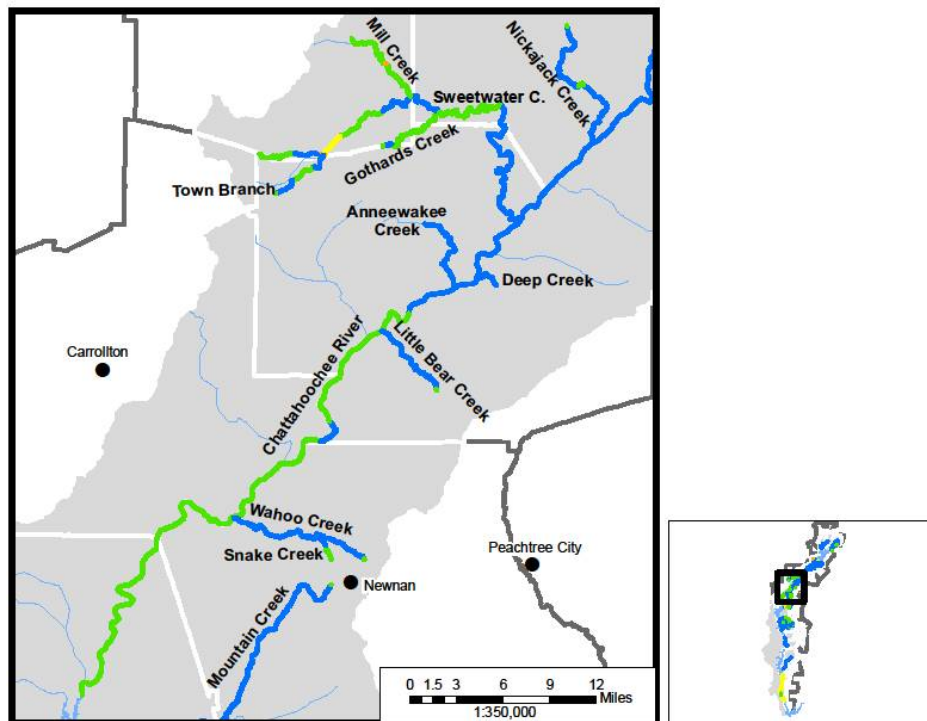 Mill Creek
Nickajack Creek
Sweetwater C.
Gothards Creek
Town Branch
Anneewakee
Creek
Deep Creek
Chattahoochee River
Little Bear Creek
Carrollton
Wahoo Creek
Snake Creek
Peachtree City
Newnan
Mountain Creek
0 1.5 3 6 9 12
Miles
1:350,000